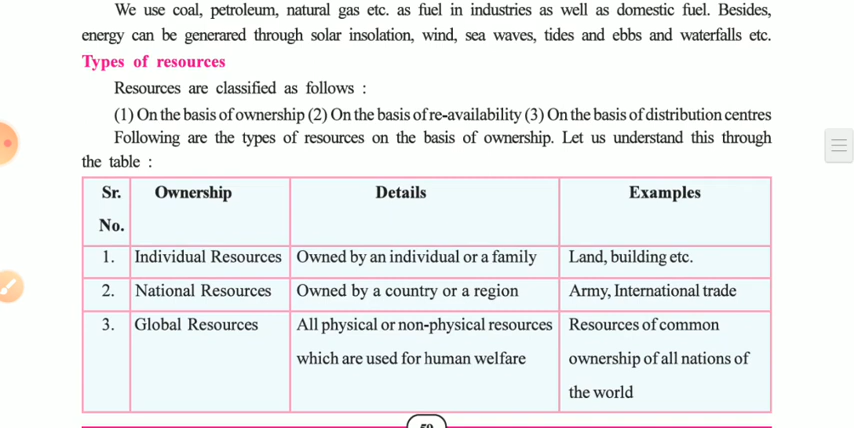 We use coal, petroleum, natural gas etc. as fuel in industries as well as domestic fuel. Besides,
energy can be generared through solar insolation, wind, sea waves, tides and ebbs and waterfalls etc.
Types of resources
Resources are classified as follows :
(1) On the basis of ownership (2) On the basis of re-availability (3) On the basis of distribution centres
Following are the types of resources on the basis of ownership. Let us understand this through
the table :
Sr. No. Ownership Details Examples
1. Individual Resources Owned by an individual or a family Land, building etc.
2. National Resources Owned by a country or a region Army, International trade
3. Global Resources All physical or non-physical resources Resources of common
which are used for human welfare ownership of all nations of
the world
59